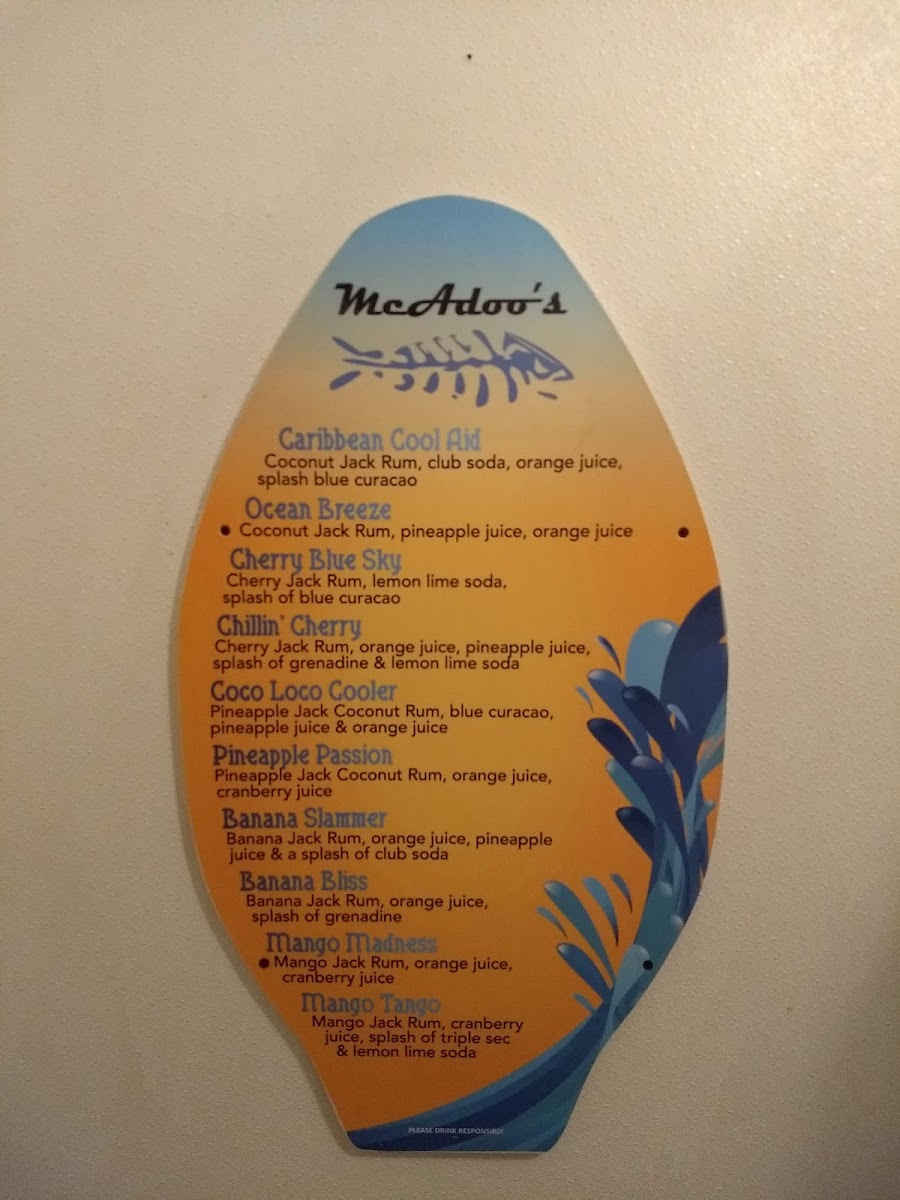 McAdoo's
Caribbean Cool Aid
Coconut Jack Rum, club soda, orange juice,
splash blue curacao
Ocean Breeze
Coconut Jack Rum, pineapple juice, orange juice
Cherry Blue Sky
Cherry Jack Rum, lemon lime soda,
splash of blue curacao
Chillin' Cherry
Cherry Jack Rum, orange juice, pineapple juice,
splash of grenadine & lemon lime soda
Coco Loco Cooler
Pineapple Jack Coconut Rum, blue curacao,
pineapple juice & orange juice
Pineapple Passion
Pineapple Jack Coconut Rum, orange juice,
cranberry juice
Banana Slammer
Banana Jack Rum, orange juice, pineapple
juice & a splash of club soda
Banana Bliss
Banana Jack Rum, orange juice,
splash of grenadine
Mango Madness
Mango Jack Rum, orange juice,
cranberry juice
Mango Tango
Mango Jack Rum, cranberry
juice, splash of triple sec
& lemon lime soda
PLEASE DRINK RESPONSIBLY